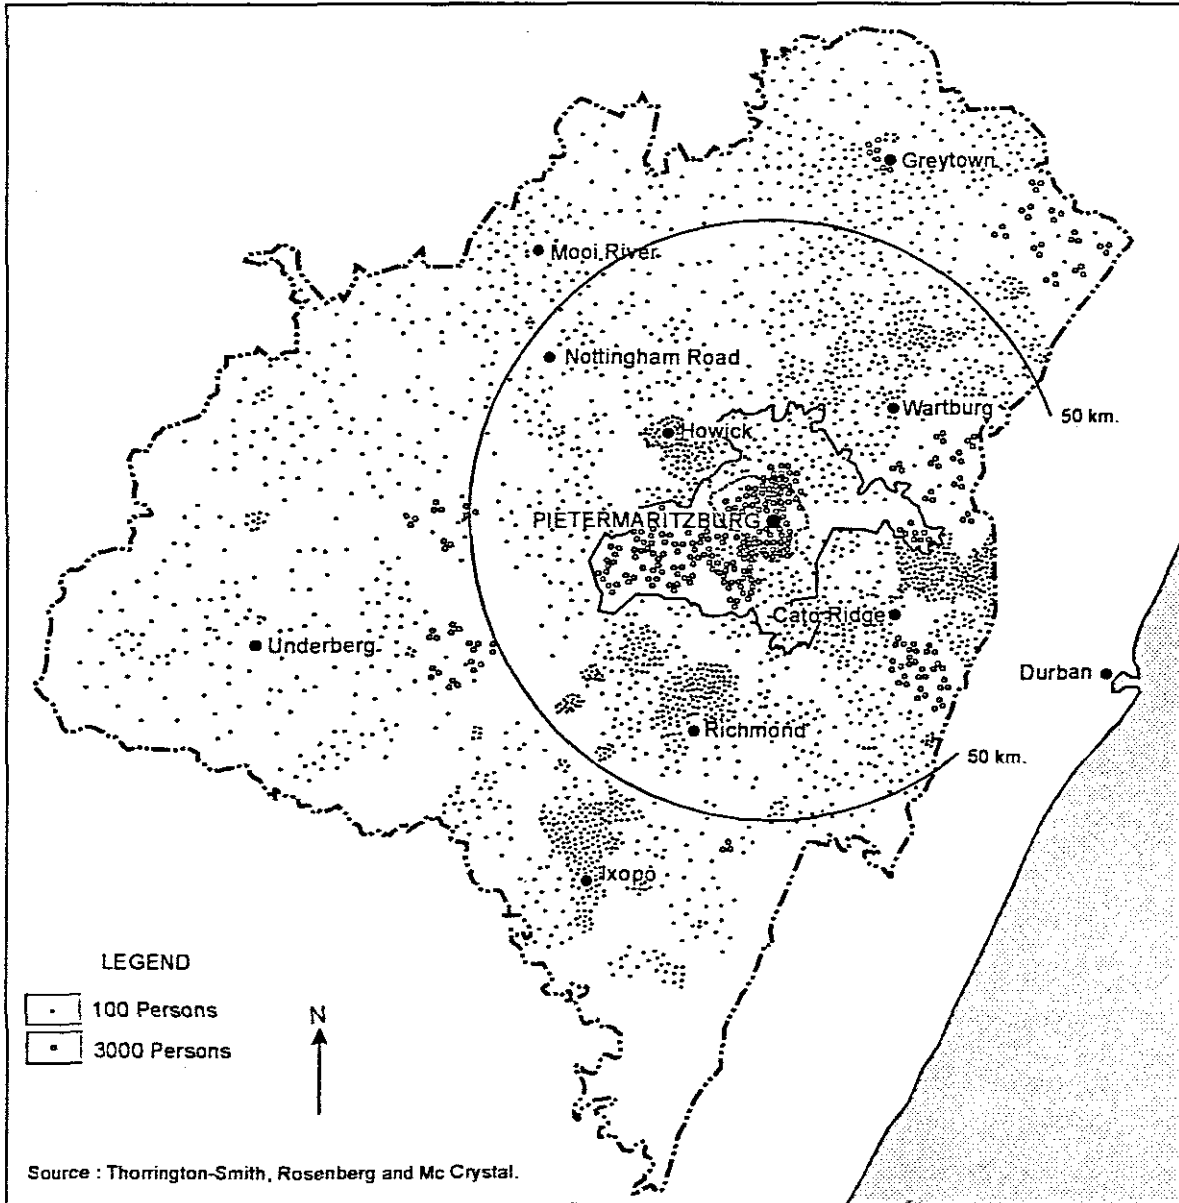 Greytown
Mooi River
Nottingham Road
Wartburg
50 km.
Howick
PIETERMARITZBURG
Cato Ridge
Underberg
Durban
Richmond
50 km.
Ixopo
LEGEND
100 Persons
3000 Persons
N
Source : Thorrington-Smith, Rosenberg and Mc Crystal.